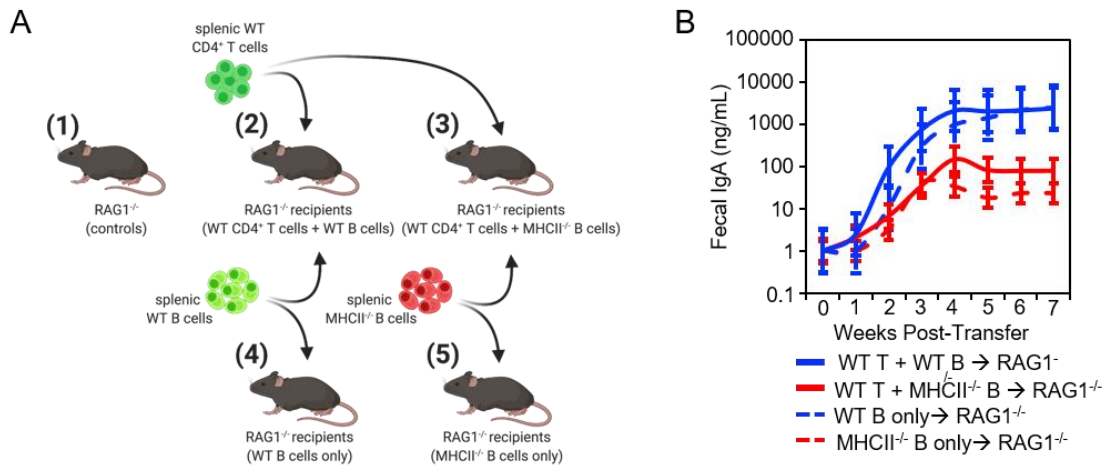 A
splenic WT
CD4⁺ T cells
(1)
(2)
(3)
RAG1⁻/⁻
(controls)
RAG1⁻/⁻ recipients
(WT CD4⁺ T cells + WT B cells)
RAG1⁻/⁻ recipients
(WT CD4⁺ T cells + MHCII⁻/⁻ B cells)
splenic
WT B cells
splenic
MHCII⁻/⁻ B cells
(4)
(5)
RAG1⁻/⁻ recipients
(WT B cells only)
RAG1⁻/⁻ recipients
(MHCII⁻/⁻ B cells only)
B
Fecal IgA (ng/mL)
100000
10000
1000
100
10
1
0.1
0 1 2 3 4 5 6 7
Weeks Post-Transfer
WT T + WT B → RAG1⁻
/⁻
WT T + MHCII⁻/⁻ B → RAG1⁻/⁻
WT B only→ RAG1⁻/⁻
MHCII⁻/⁻ B only→ RAG1⁻/⁻